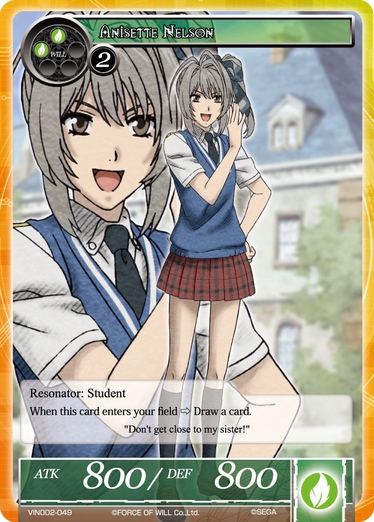 Anisette Nelson
WILL
2
Resonator: Student
When this card enters your field ⇨ Draw a card.
"Don't get close to my sister!"
ATK 800 / DEF 800
VIN002-049 ©FORCE OF WILL Co.,Ltd. ©SEGA